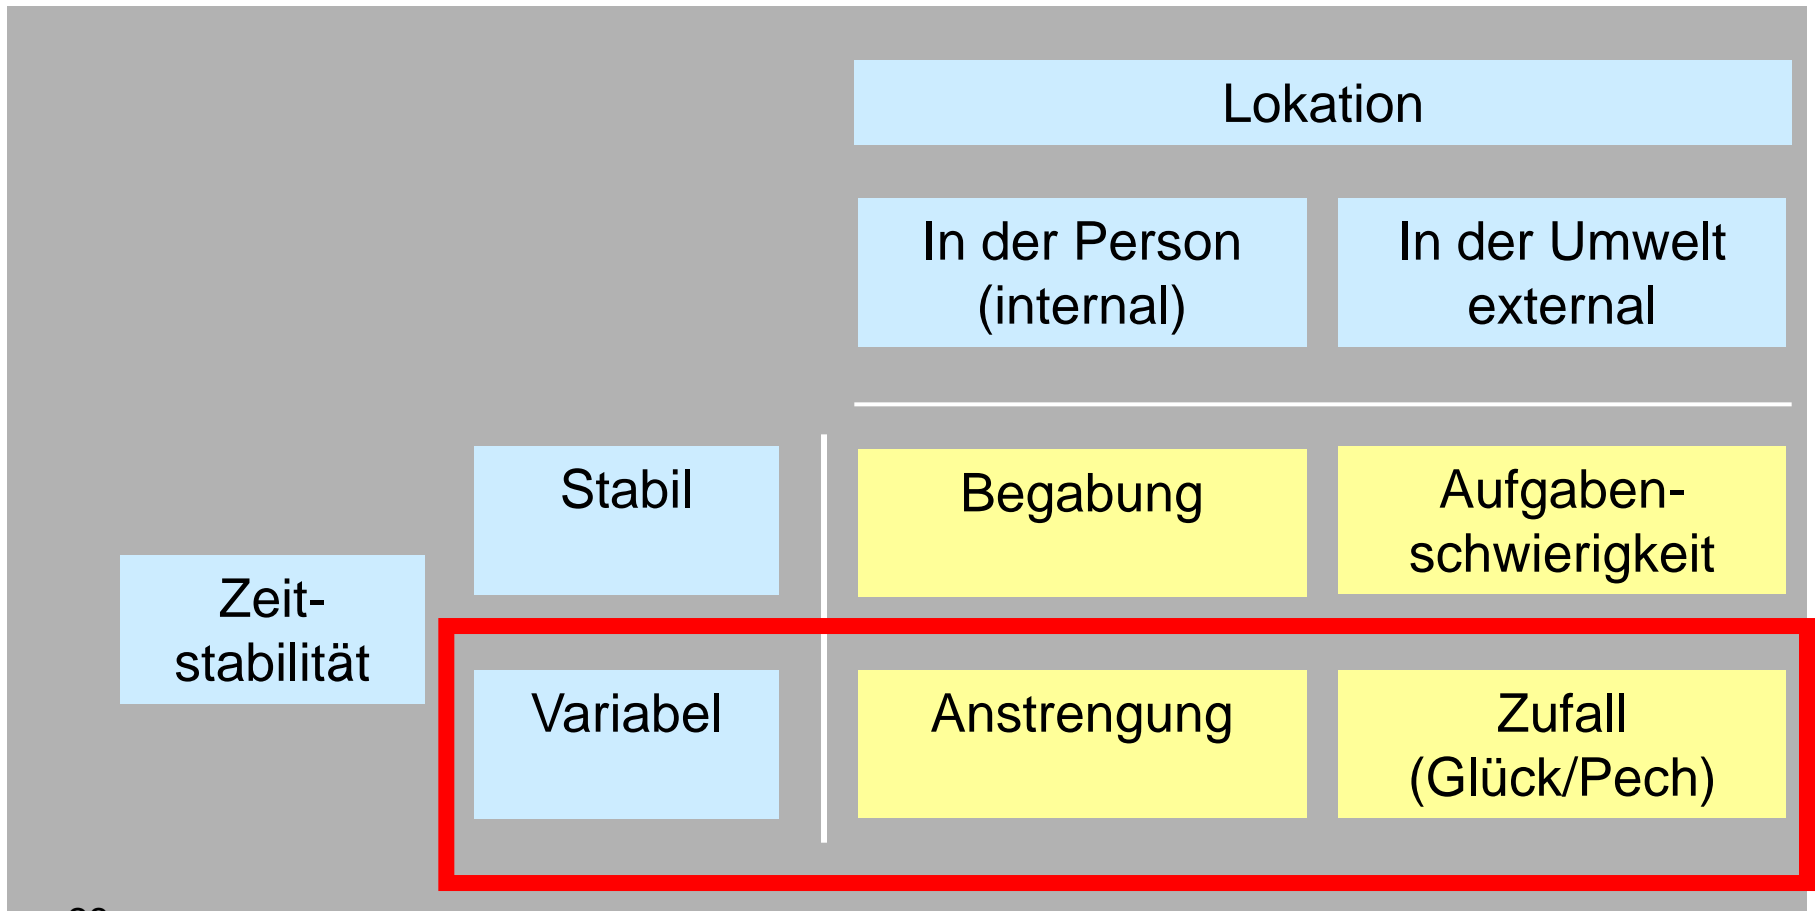 Lokation
In der Person
(internal)
In der Umwelt
external
Stabil
Begabung
Aufgaben-
schwierigkeit
Zeit-
stabilität
Variabel
Anstrengung
Zufall
(Glück/Pech)